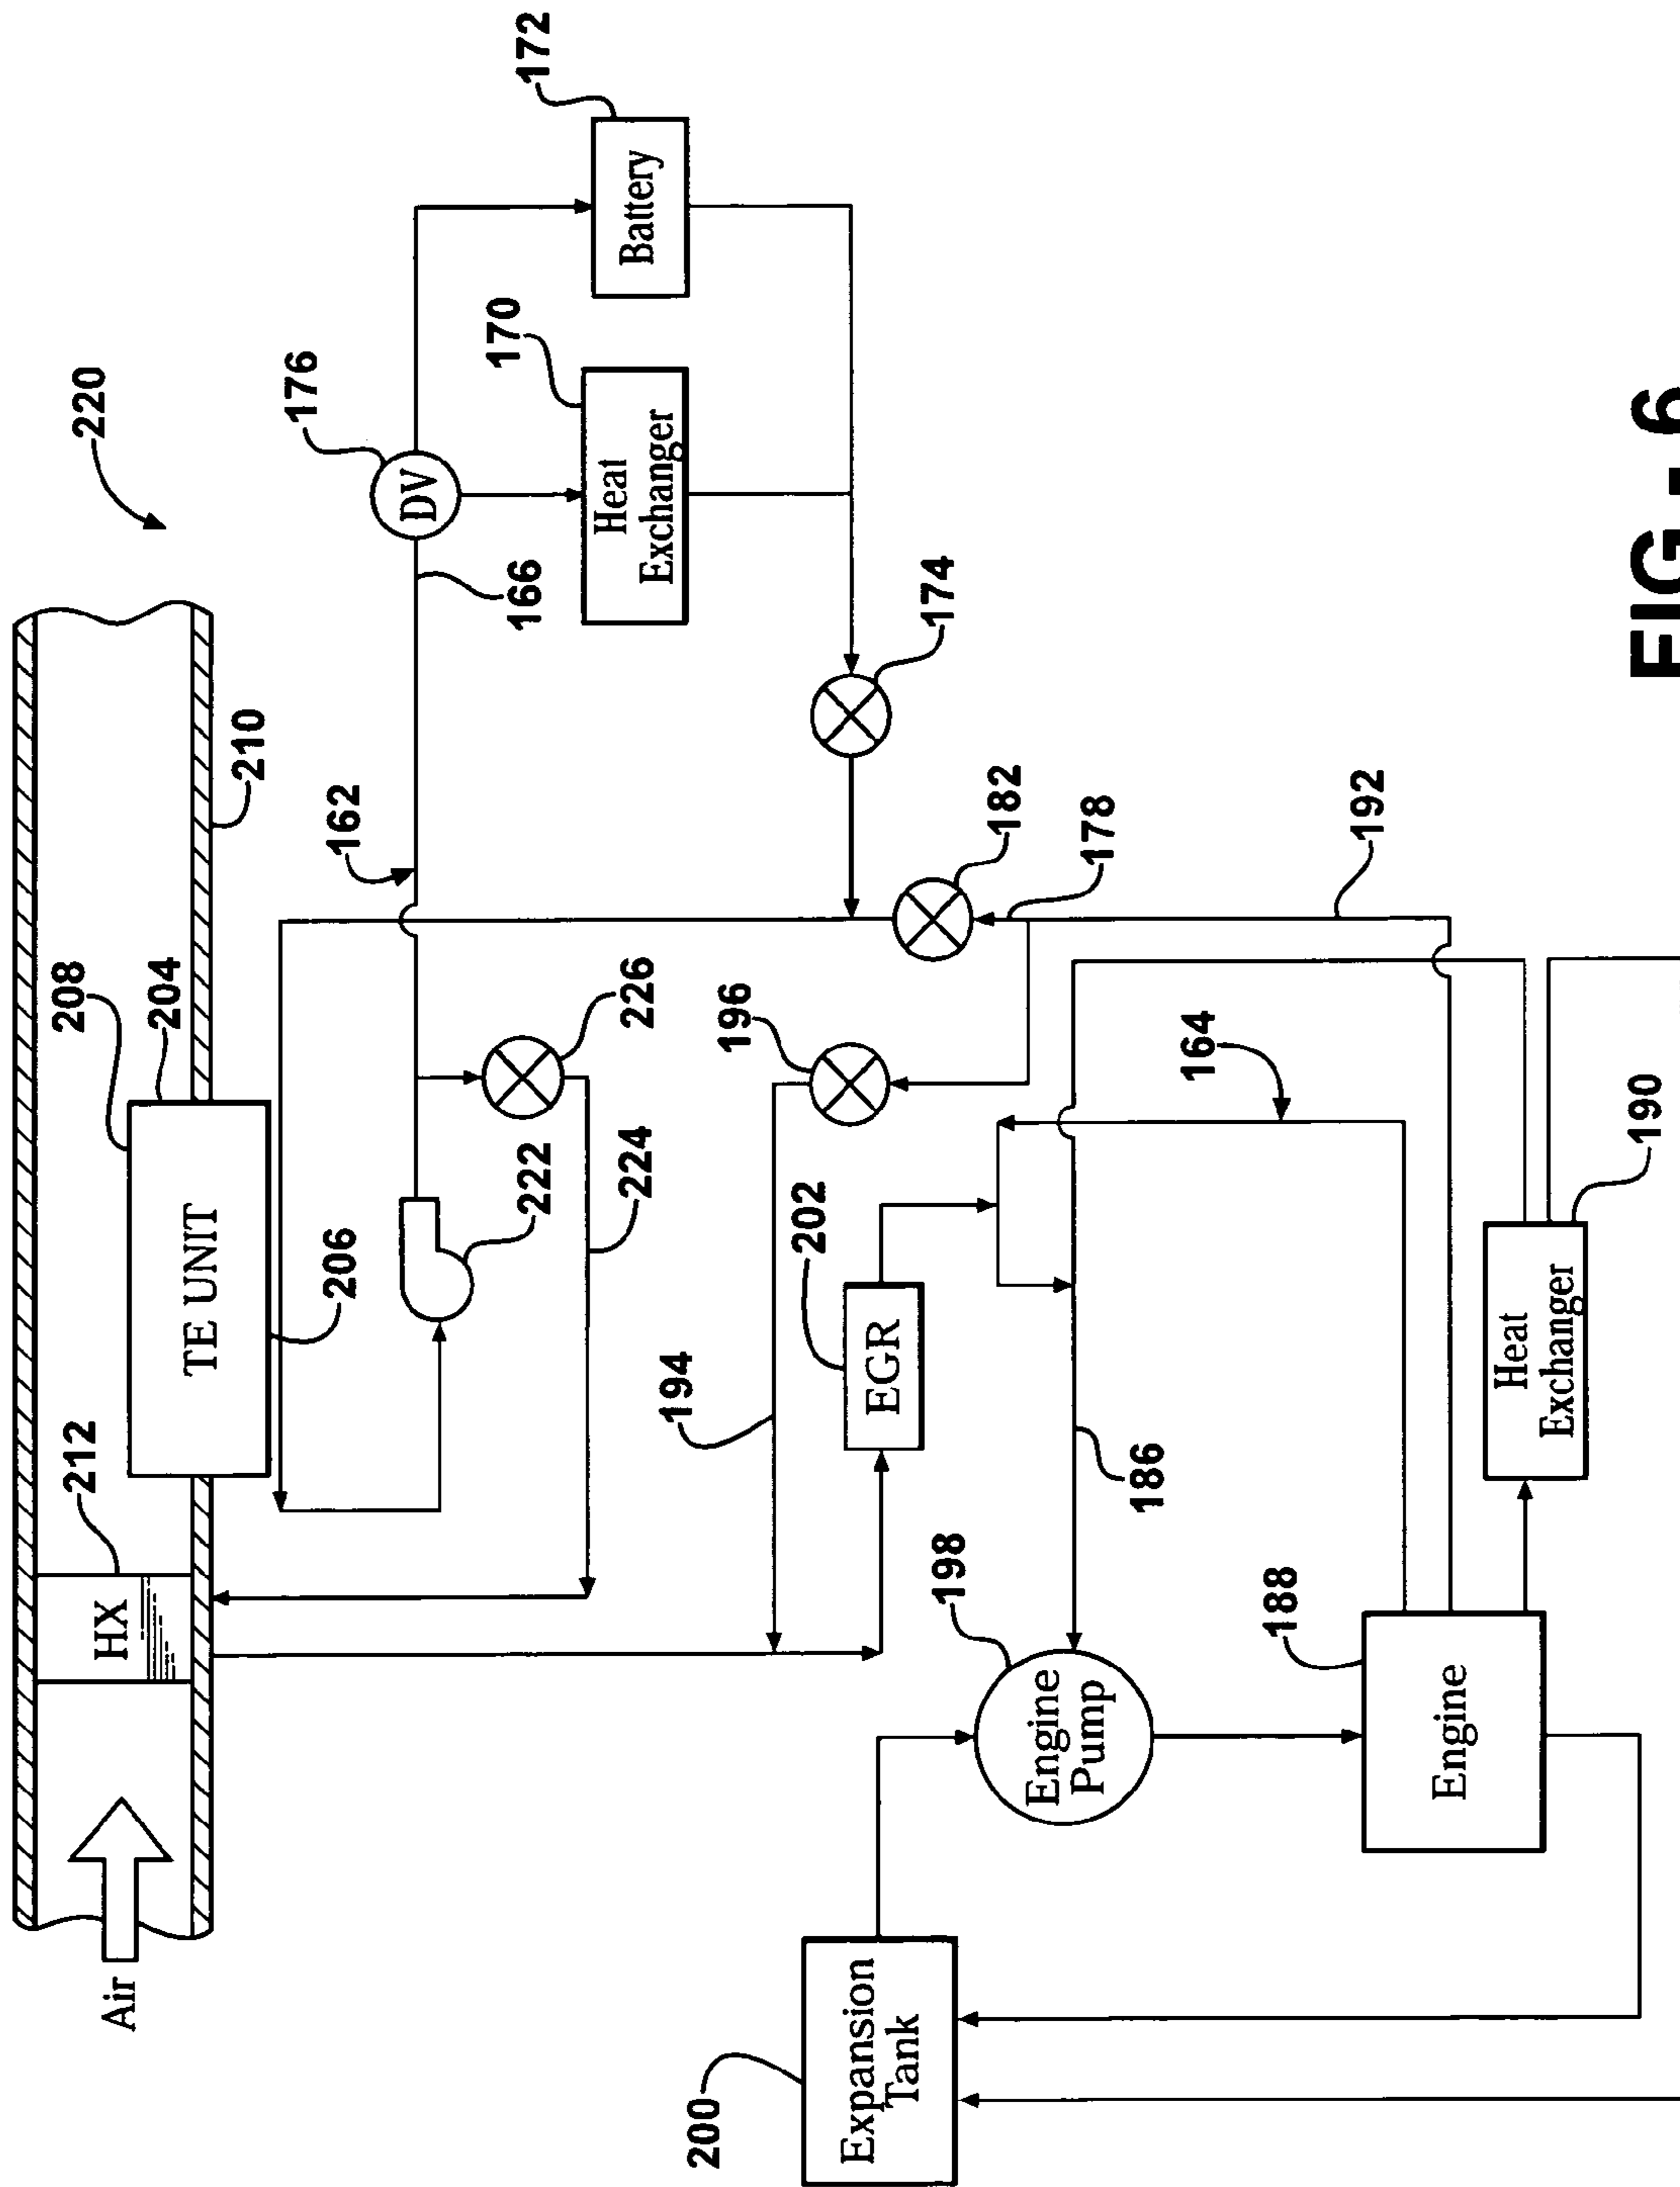 220
Air
HX
212
TE UNIT
208
204
206
210
162
166
176
DV
172
Battery
170
Heat
Exchanger
174
222
226
224
182
178
192
196
194
202
EGR
164
186
198
Engine
Pump
200
Expansion
Tank
188
Engine
190
Heat
Exchanger
FIG - 6